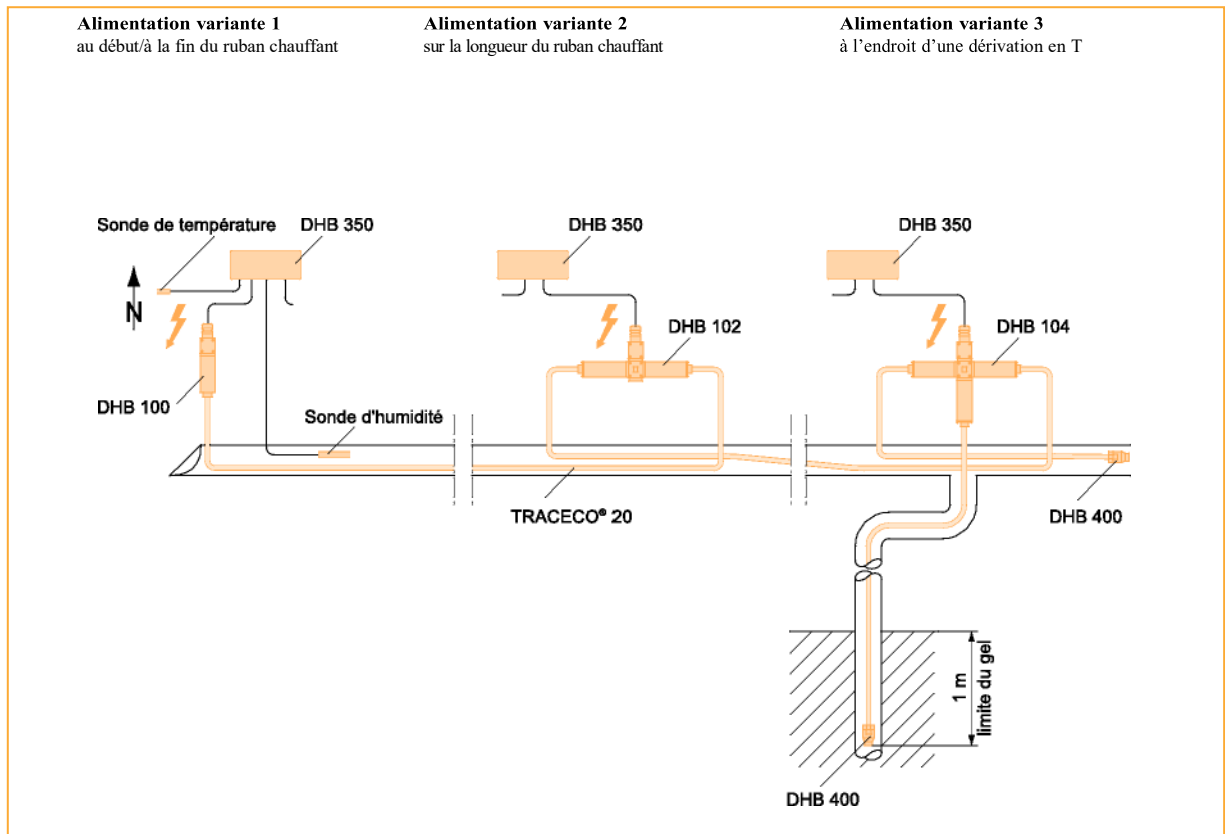 Alimentation variante 1
au début/à la fin du ruban chauffant
Alimentation variante 2
sur la longueur du ruban chauffant
Alimentation variante 3
à l'endroit d'une dérivation en T
Sonde de température
DHB 350
DHB 350
DHB 350
N
DHB 102
DHB 104
DHB 100
Sonde d'humidité
TRACECO® 20
DHB 400
1 m
limite du gel
DHB 400